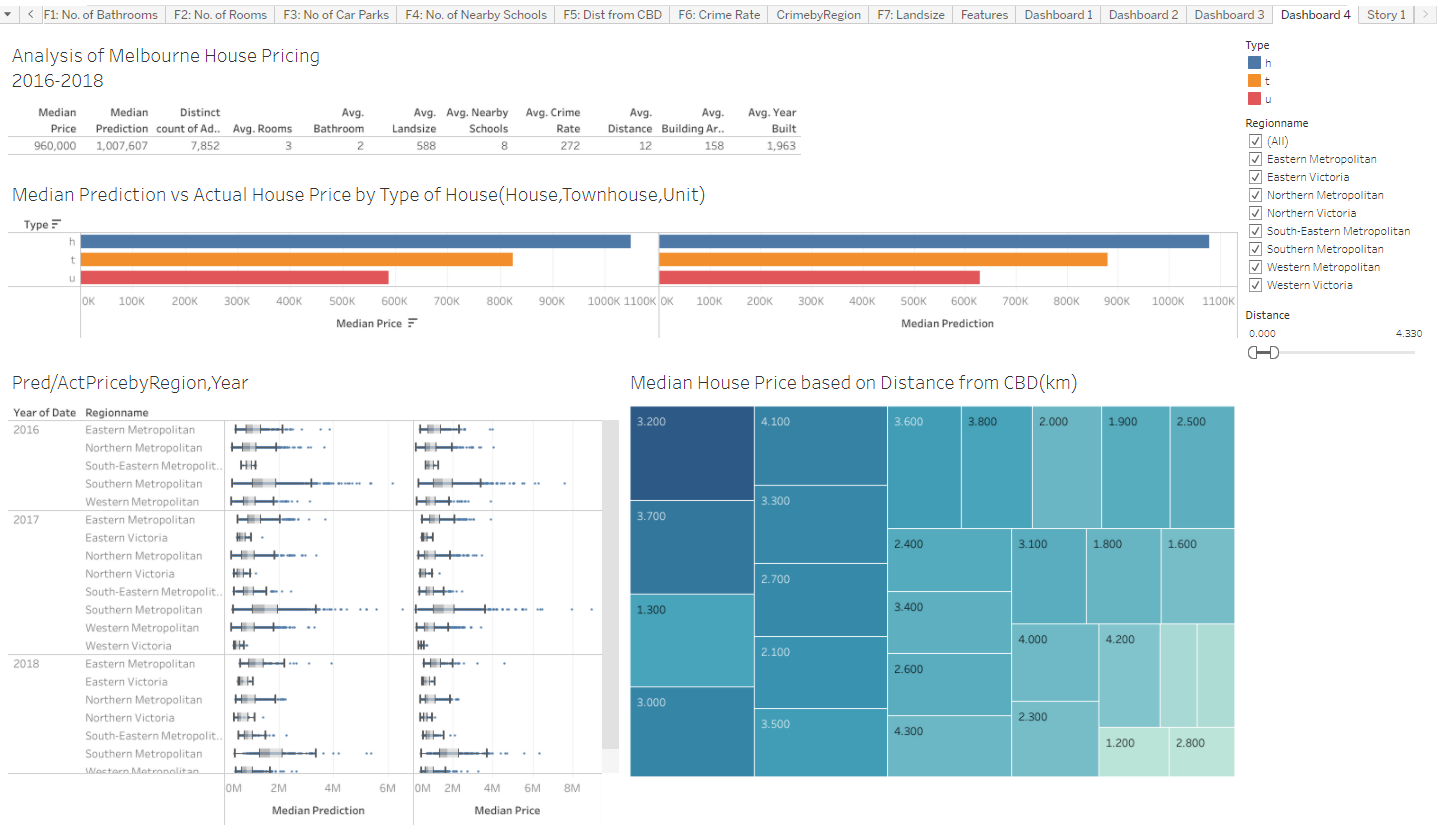 F1: No. of Bathrooms F2: No. of Rooms F3: No of Car Parks F4: No. of Nearby Schools F5: Dist from CBD F6: Crime Rate CrimebyRegion F7: Landsize Features Dashboard 1 Dashboard 2 Dashboard 3 Dashboard 4 Story 1
Analysis of Melbourne House Pricing
2016-2018
Median Median Distinct Avg. Avg. Avg. Nearby Avg. Crime Avg. Avg. Avg. Year
Price Prediction count of Ad.. Avg. Rooms Bathroom Landsize Schools Rate Distance Building Ar.. Built
960,000 1,007,607 7,852 3 2 588 8 272 12 158 1,963
Median Prediction vs Actual House Price by Type of House(House,Townhouse,Unit)
Type
h
t
u
0K 100K 200K 300K 400K 500K 600K 700K 800K 900K 1000K 1100K 0K 100K 200K 300K 400K 500K 600K 700K 800K 900K 1000K 1100K
Median Price Median Prediction
Type
h
t
u
Regionname
(All)
Eastern Metropolitan
Eastern Victoria
Northern Metropolitan
Northern Victoria
South-Eastern Metropolitan
Southern Metropolitan
Western Metropolitan
Western Victoria
Distance
0.000 4.330
Pred/ActPricebyRegion,Year
Year of Date Regionname
2016 Eastern Metropolitan
Northern Metropolitan
South-Eastern Metropolit..
Southern Metropolitan
Western Metropolitan
2017 Eastern Metropolitan
Eastern Victoria
Northern Metropolitan
Northern Victoria
South-Eastern Metropolit..
Southern Metropolitan
Western Metropolitan
Western Victoria
2018 Eastern Metropolitan
Eastern Victoria
Northern Metropolitan
Northern Victoria
South-Eastern Metropolit..
Southern Metropolitan
Western Metropolitan
0M 2M 4M 6M 0M 2M 4M 6M 8M
Median Prediction Median Price
Median House Price based on Distance from CBD(km)
3.200 4.100 3.600 3.800 2.000 1.900 2.500
3.300
3.700
2.400 3.100 1.800 1.600
2.700
1.300 3.400
4.000 4.200
2.100 2.600
3.000
2.300
3.500 4.300
1.200 2.800